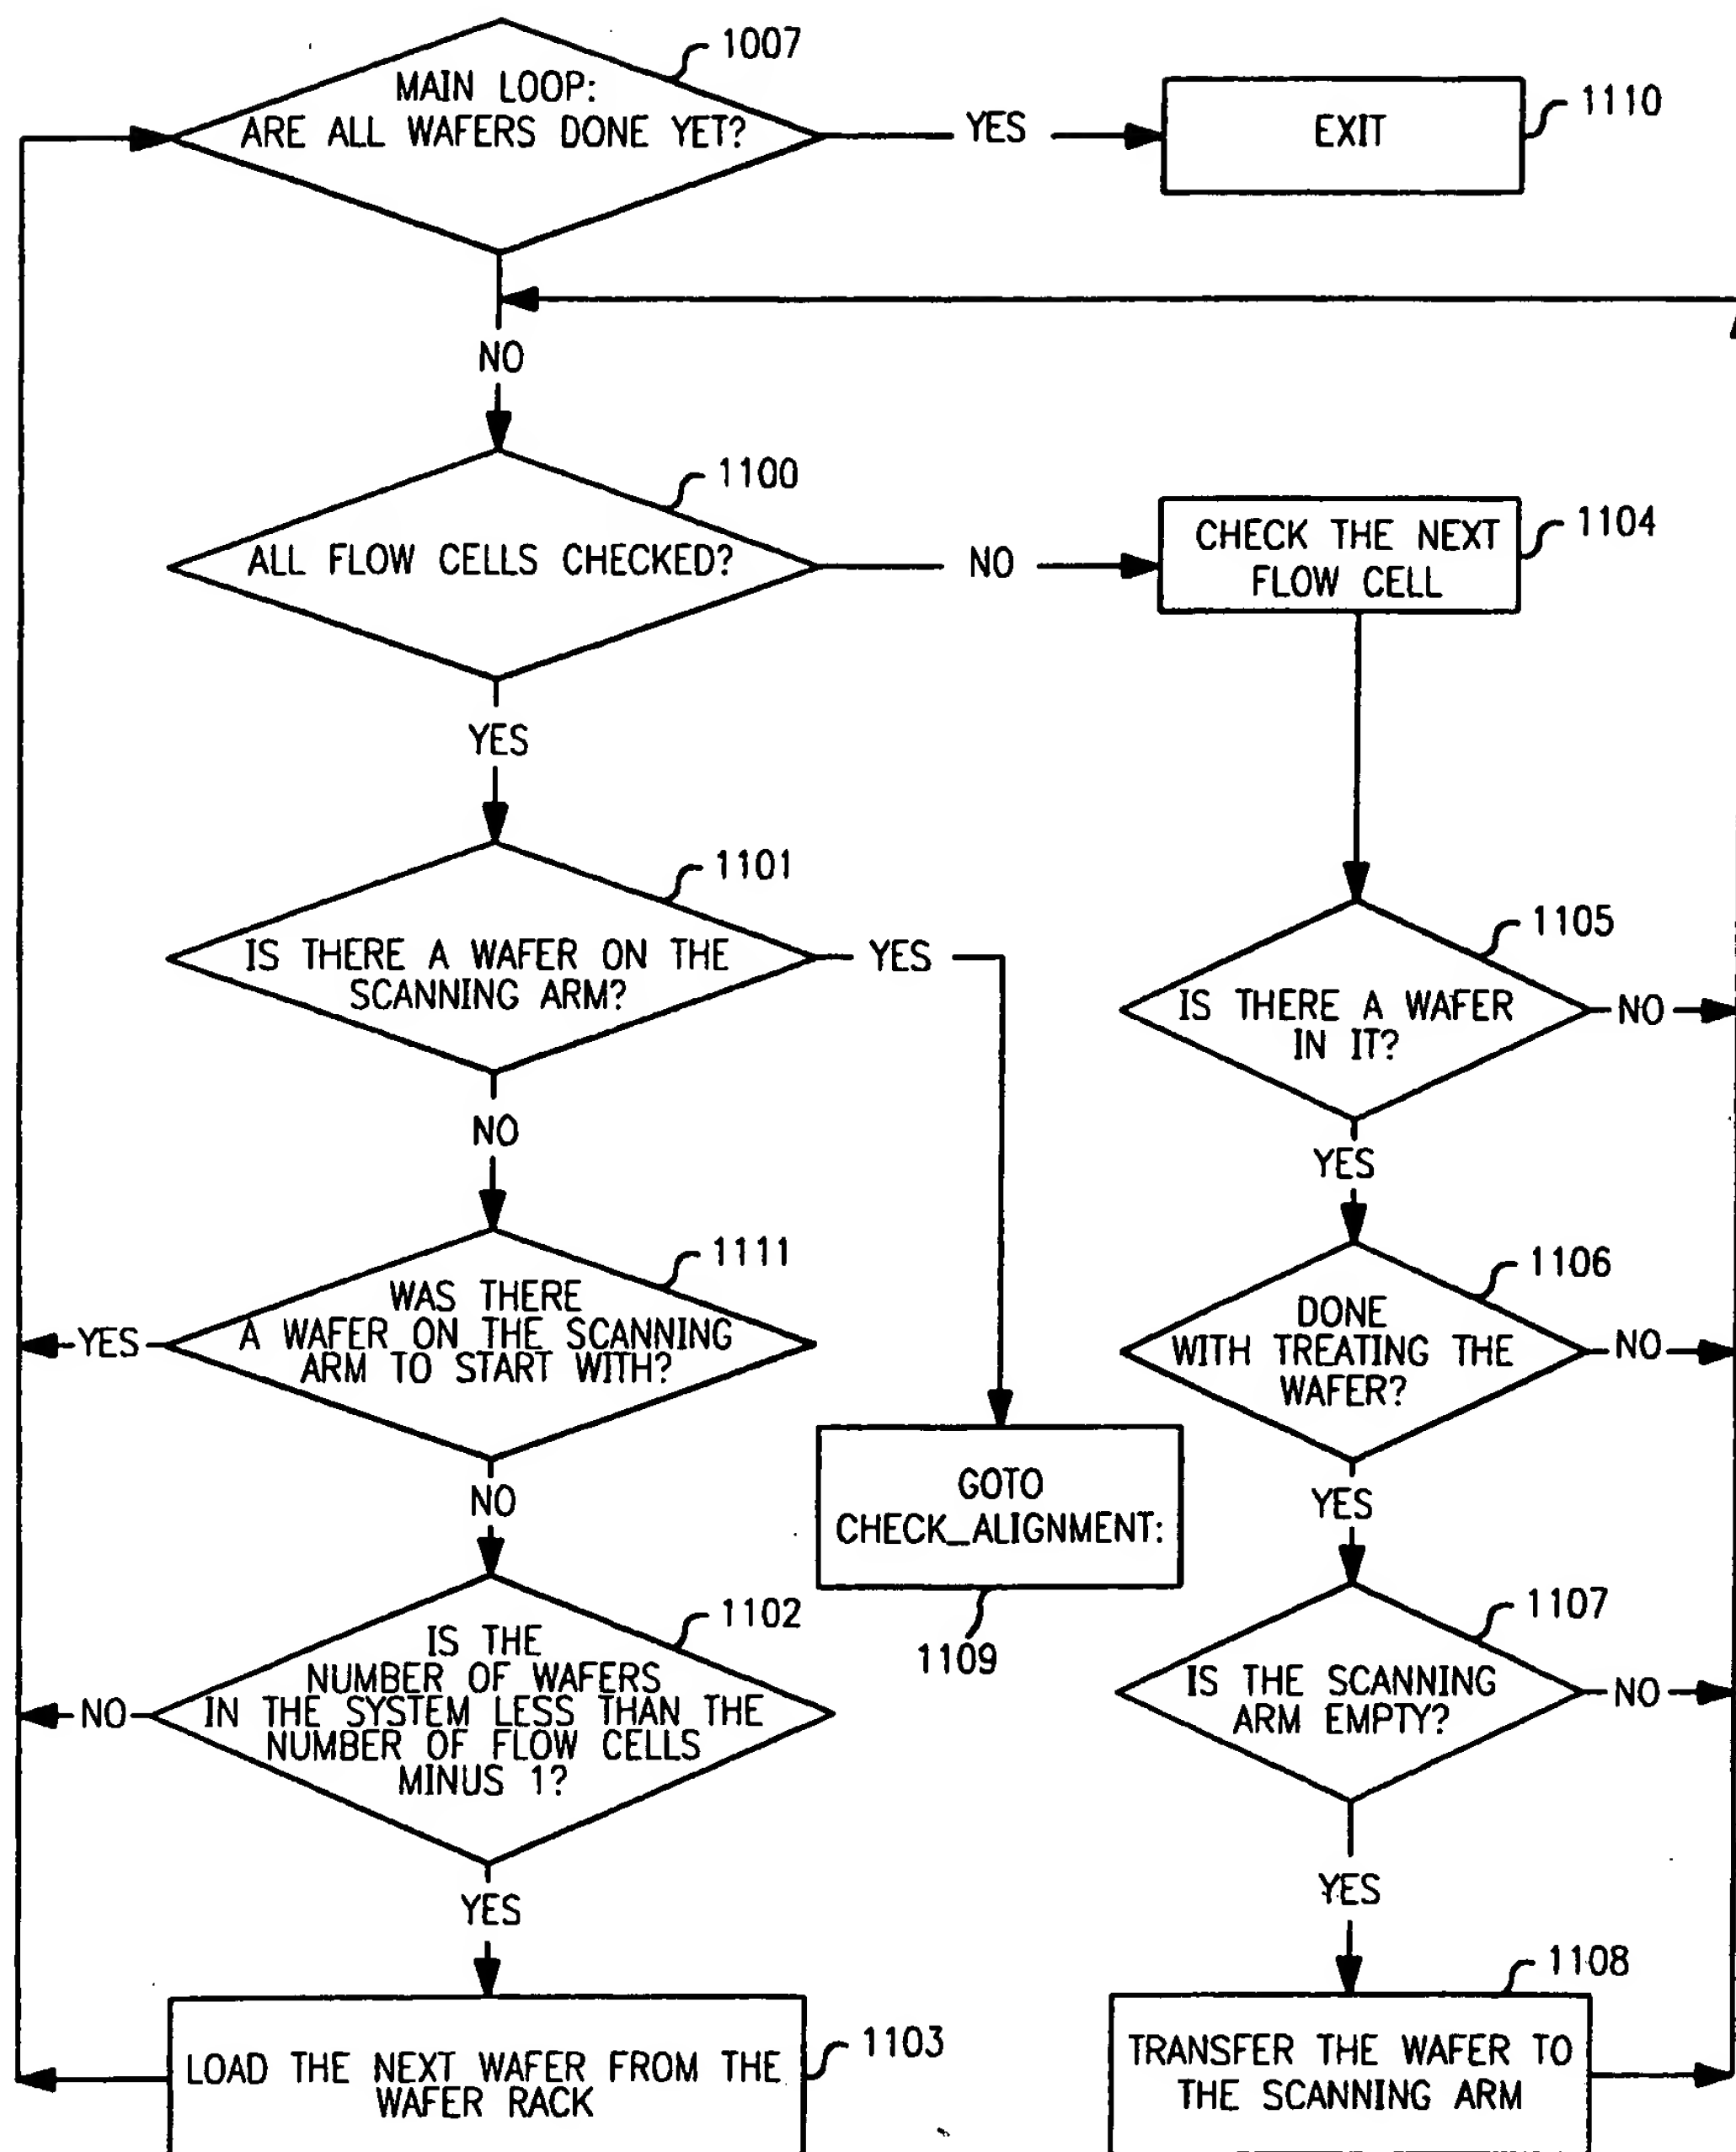 1007
MAIN LOOP:
ARE ALL WAFERS DONE YET?
YES
EXIT
1110
NO
1100
ALL FLOW CELLS CHECKED?
NO
CHECK THE NEXT
FLOW CELL
1104
YES
1101
IS THERE A WAFER ON THE
SCANNING ARM?
YES
1105
IS THERE A WAFER
IN IT?
NO
NO
YES
1111
WAS THERE
A WAFER ON THE SCANNING
ARM TO START WITH?
YES
1106
DONE
WITH TREATING THE
WAFER?
NO
NO
GOTO
CHECK_ALIGNMENT:
1109
YES
1102
IS THE
NUMBER OF WAFERS
IN THE SYSTEM LESS THAN THE
NUMBER OF FLOW CELLS
MINUS 1?
NO
1107
IS THE SCANNING
ARM EMPTY?
NO
YES
YES
LOAD THE NEXT WAFER FROM THE
WAFER RACK
1103
1108
TRANSFER THE WAFER TO
THE SCANNING ARM